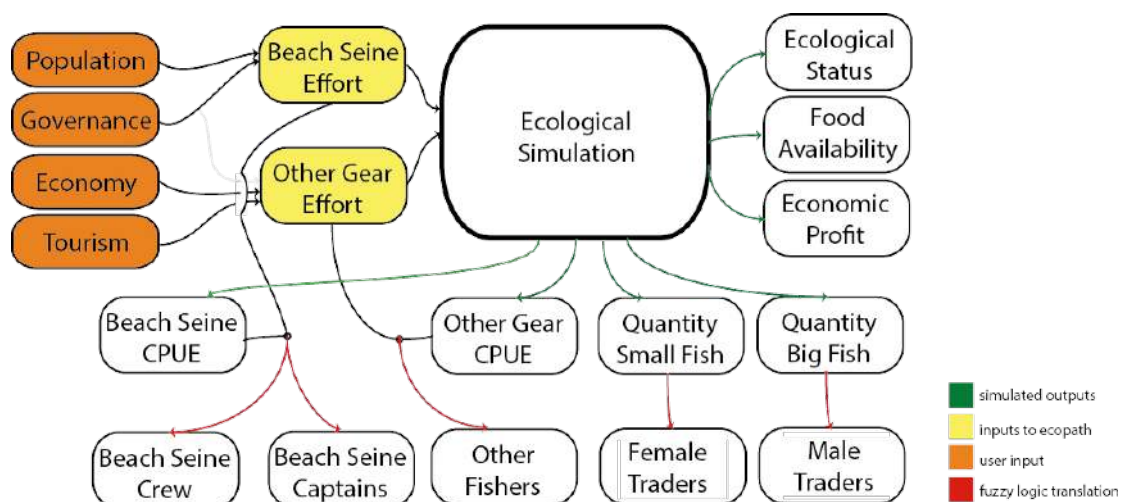 Population
Governance
Economy
Tourism
Beach Seine
Effort
Other Gear
Effort
Ecological
Simulation
Ecological
Status
Food
Availability
Economic
Profit
Beach Seine
CPUE
Other Gear
CPUE
Quantity
Small Fish
Quantity
Big Fish
Beach Seine
Crew
Beach Seine
Captains
Other
Fishers
Female
Traders
Male
Traders
simulated outputs
inputs to ecopath
user input
fuzzy logic translation